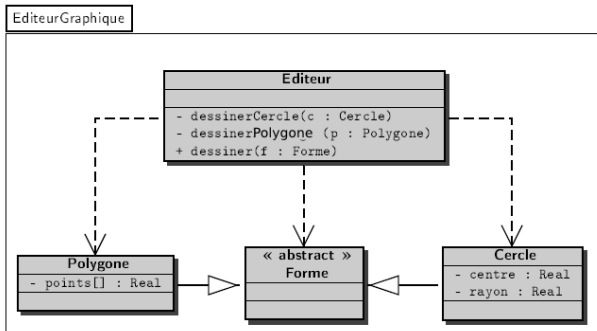 EditeurGraphique
Editeur
- dessinerCercle(c : Cercle)
- dessinerPolygone (p : Polygone)
+ dessiner(f : Forme)
Polygone
- points[] : Real
« abstract »
Forme
Cercle
- centre : Real
- rayon : Real